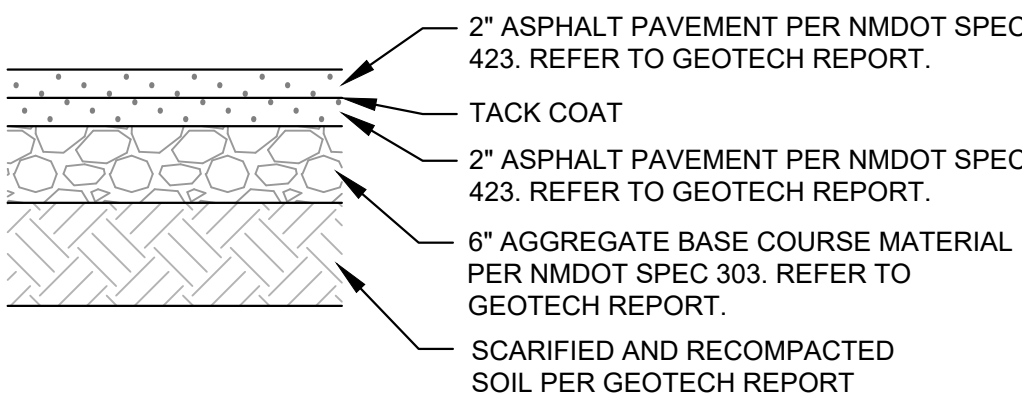 2" ASPHALT PAVEMENT PER NMDOT SPEC
423. REFER TO GEOTECH REPORT.
TACK COAT
2" ASPHALT PAVEMENT PER NMDOT SPEC
423. REFER TO GEOTECH REPORT.
6" AGGREGATE BASE COURSE MATERIAL
PER NMDOT SPEC 303. REFER TO
GEOTECH REPORT.
SCARIFIED AND RECOMPACTED
SOIL PER GEOTECH REPORT